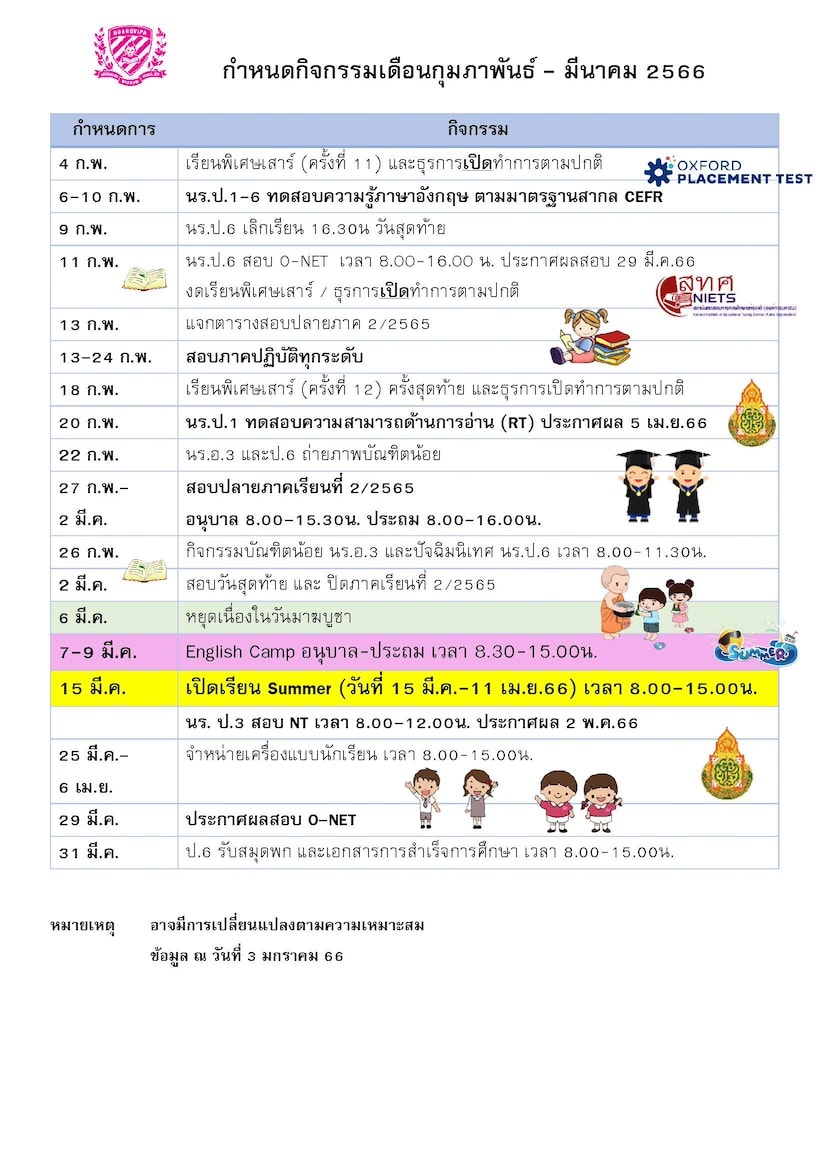 กำหนดกิจกรรมเดือนกุมภาพันธ์ - มีนาคม 2566
กำหนดการ กิจกรรม
4 ก.พ. เรียนพิเศษเสาร์ (ครั้งที่ 11) และธุรการเปิดทำการตามปกติ
OXFORD
PLACEMENT TEST
6-10 ก.พ. นร.ป.1-6 ทดสอบความรู้ภาษาอังกฤษ ตามมาตรฐานสากล CEFR
9 ก.พ. นร.ป.6 เลิกเรียน 16.30น วันสุดท้าย
11 ก.พ. นร.ป.6 สอบ O-NET เวลา 8.00-16.00 น. ประกาศผลสอบ 29 มี.ค.66
งดเรียนพิเศษเสาร์ / ธุรการเปิดทำการตามปกติ
สทศ
NIETS
13 ก.พ. แจกตารางสอบปลายภาค 2/2565
13-24 ก.พ. สอบภาคปฏิบัติทุกระดับ
18 ก.พ. เรียนพิเศษเสาร์ (ครั้งที่ 12) ครั้งสุดท้าย และธุรการเปิดทำการตามปกติ
20 ก.พ. นร.ป.1 ทดสอบความสามารถด้านการอ่าน (RT) ประกาศผล 5 เม.ย.66
22 ก.พ. นร.อ.3 และป.6 ถ่ายภาพบัณฑิตน้อย
27 ก.พ.- สอบปลายภาคเรียนที่ 2/2565
2 มี.ค. อนุบาล 8.00-15.30น. ประถม 8.00-16.00น.
26 ก.พ. กิจกรรมบัณฑิตน้อย นร.อ.3 และปัจฉิมนิเทศ นร.ป.6 เวลา 8.00-11.30น.
2 มี.ค. สอบวันสุดท้าย และ ปิดภาคเรียนที่ 2/2565
6 มี.ค. หยุดเนื่องในวันมาฆบูชา
7-9 มี.ค. English Camp อนุบาล-ประถม เวลา 8.30-15.00น.
SUMMER
15 มี.ค. เปิดเรียน Summer (วันที่ 15 มี.ค.-11 เม.ย.66) เวลา 8.00-15.00น.
นร. ป.3 สอบ NT เวลา 8.00-12.00น. ประกาศผล 2 พ.ค.66
25 มี.ค.- จำหน่ายเครื่องแบบนักเรียน เวลา 8.00-15.00น.
6 เม.ย.
29 มี.ค. ประกาศผลสอบ O-NET
31 มี.ค. ป.6 รับสมุดพก และเอกสารการสำเร็จการศึกษา เวลา 8.00-15.00น.
หมายเหตุ อาจมีการเปลี่ยนแปลงตามความเหมาะสม
ข้อมูล ณ วันที่ 3 มกราคม 66